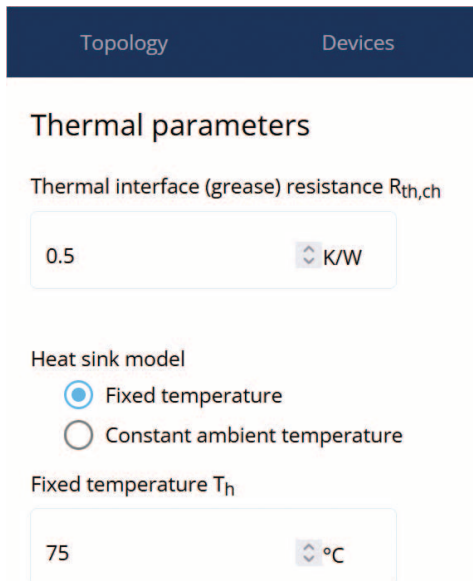 Topology Devices
Thermal parameters
Thermal interface (grease) resistance Rth,ch
0.5 K/W
Heat sink model
Fixed temperature
Constant ambient temperature
Fixed temperature Th
75 °C